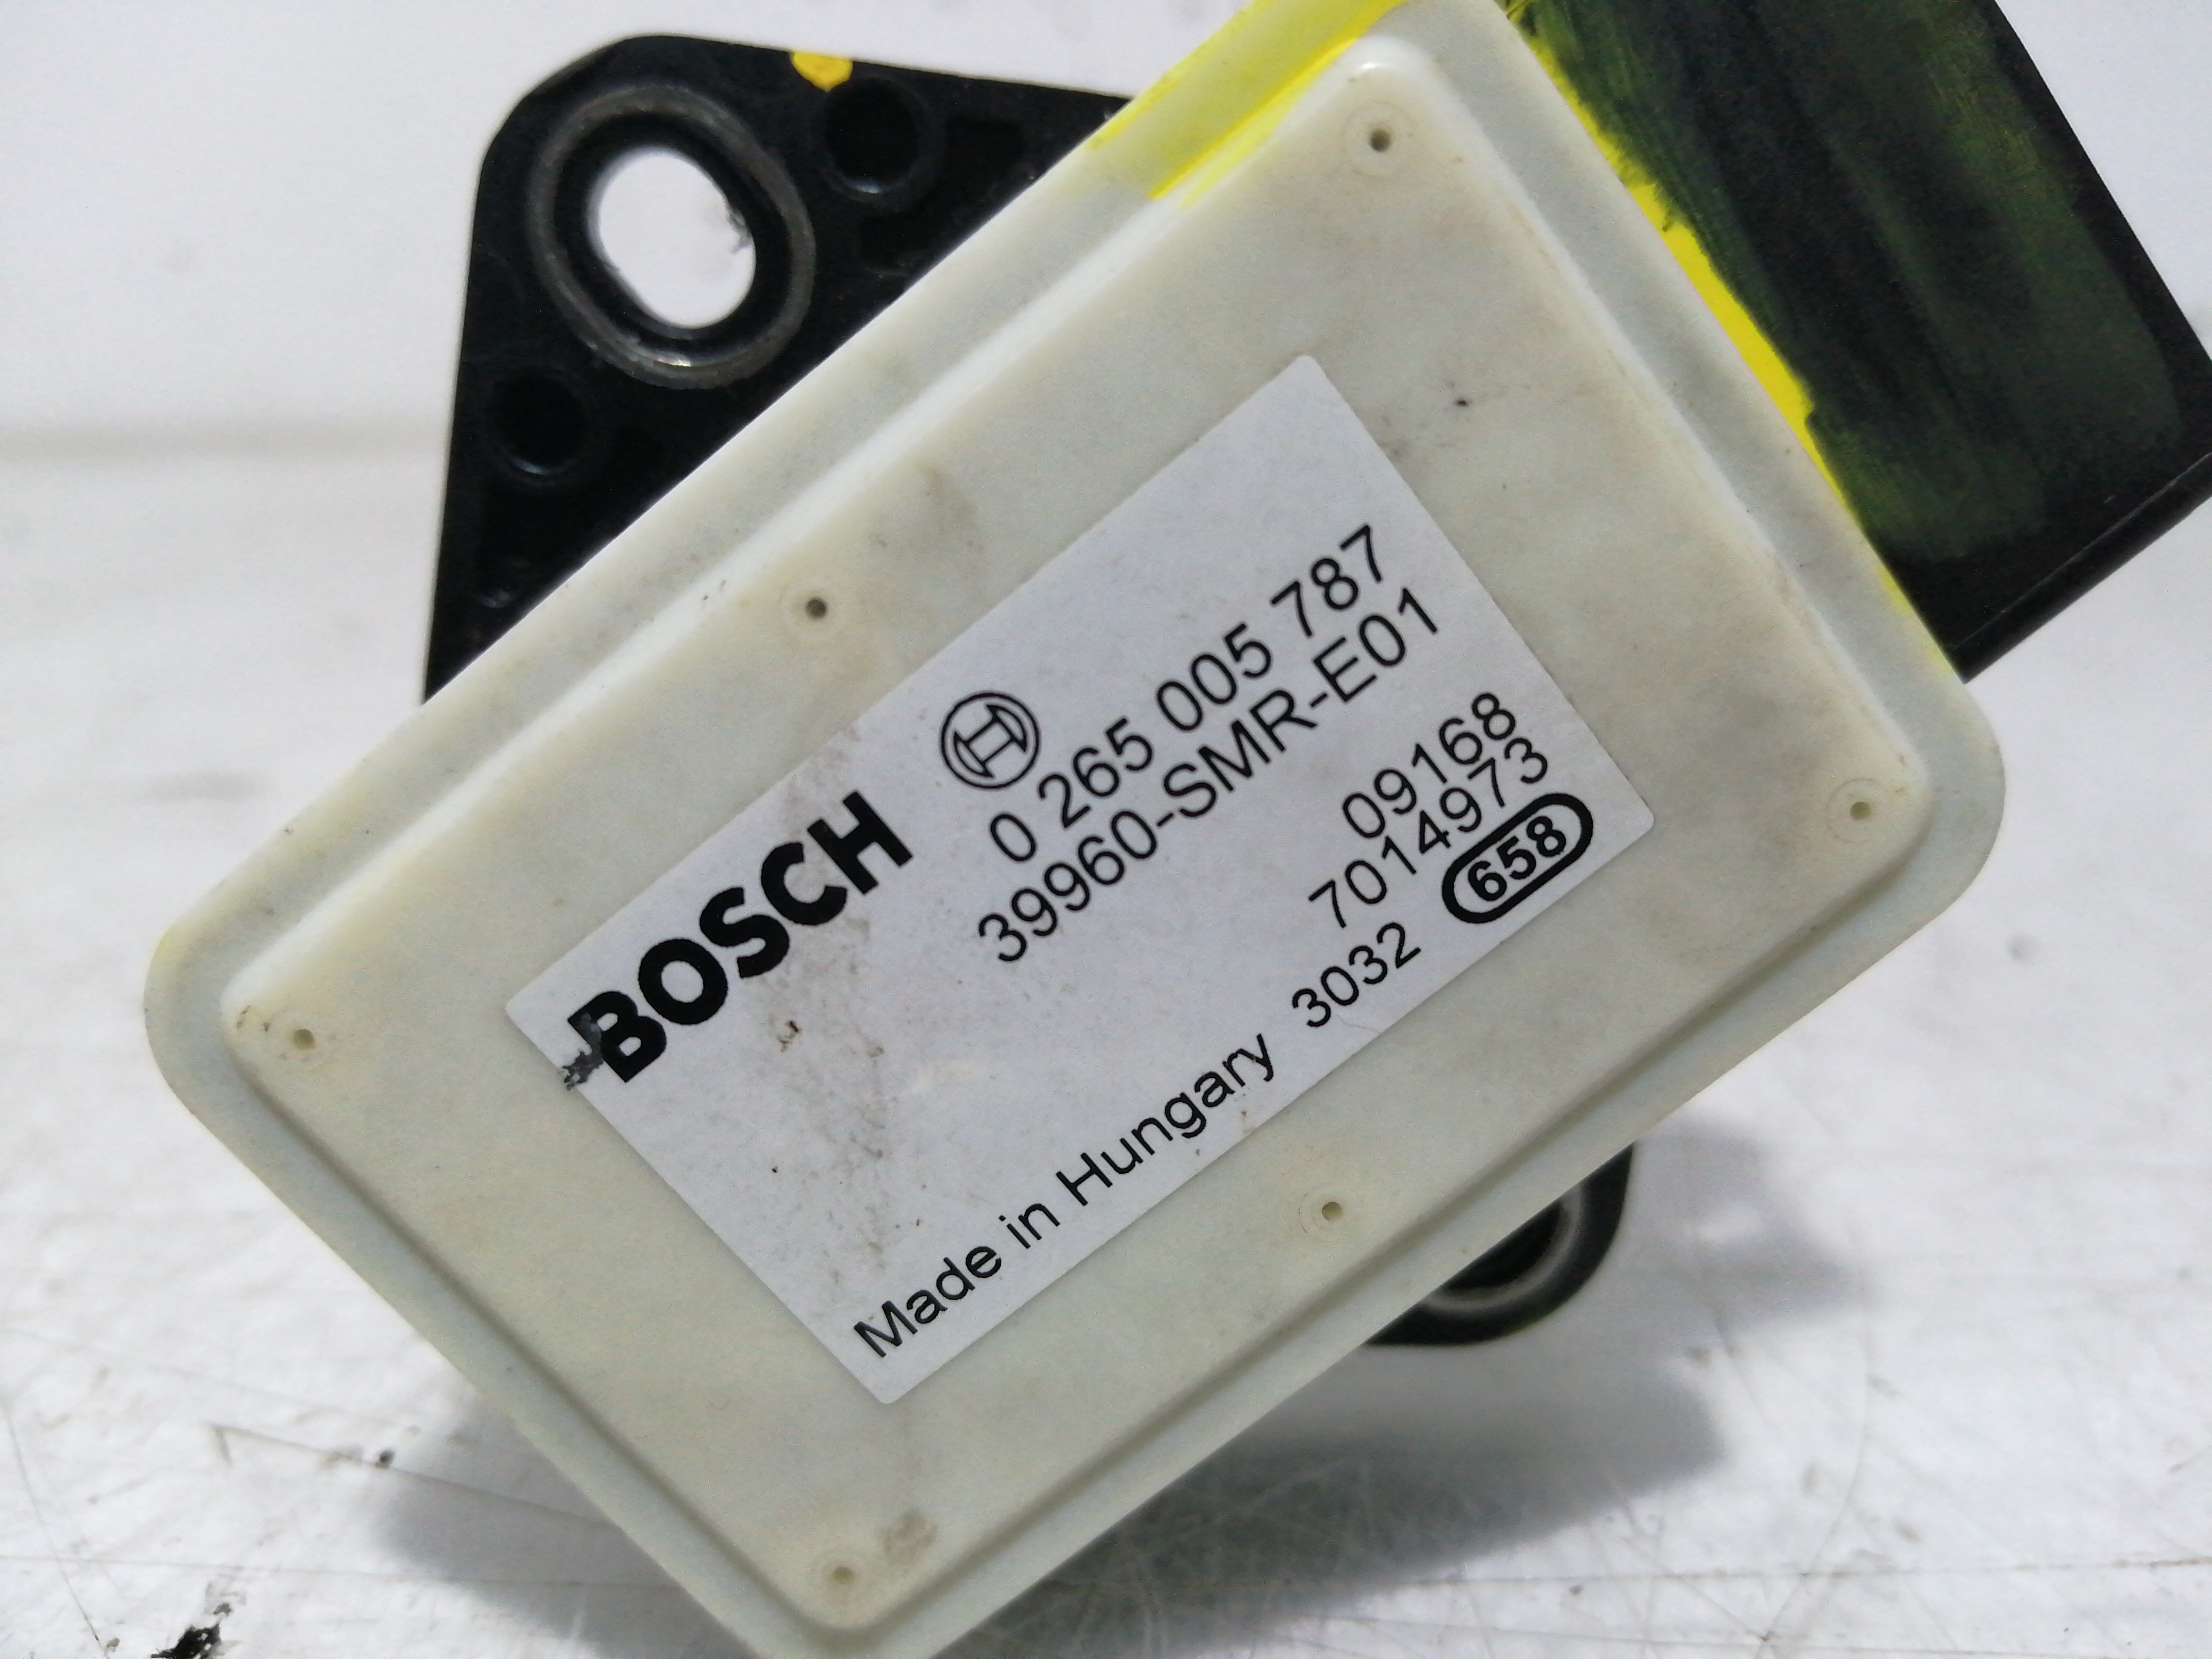 BOSCH
0 265 005 787
39960-SMR-E01
09168
7014973
Made in Hungary 3032 658